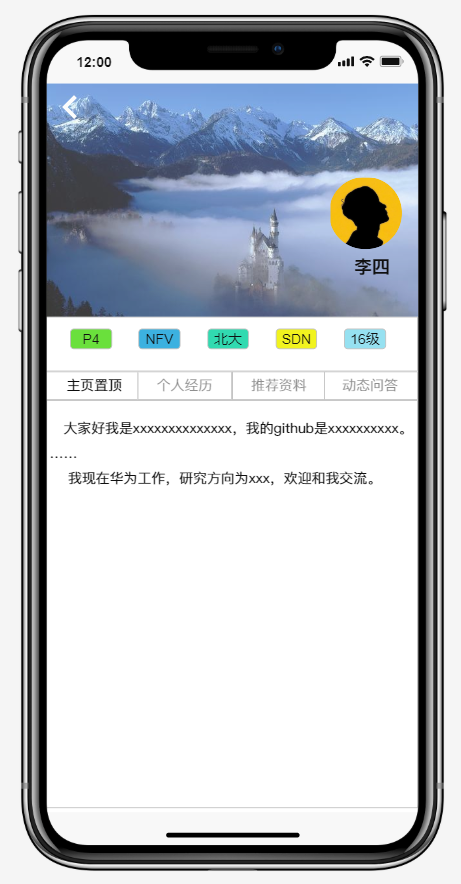 12:00
李四
P4 NFV 北大 SDN 16级
主页置顶 个人经历 推荐资料 动态问答
大家好我是xxxxxxxxxxxxxx，我的github是xxxxxxxxxx。
......
我现在华为工作，研究方向为xxx，欢迎和我交流。